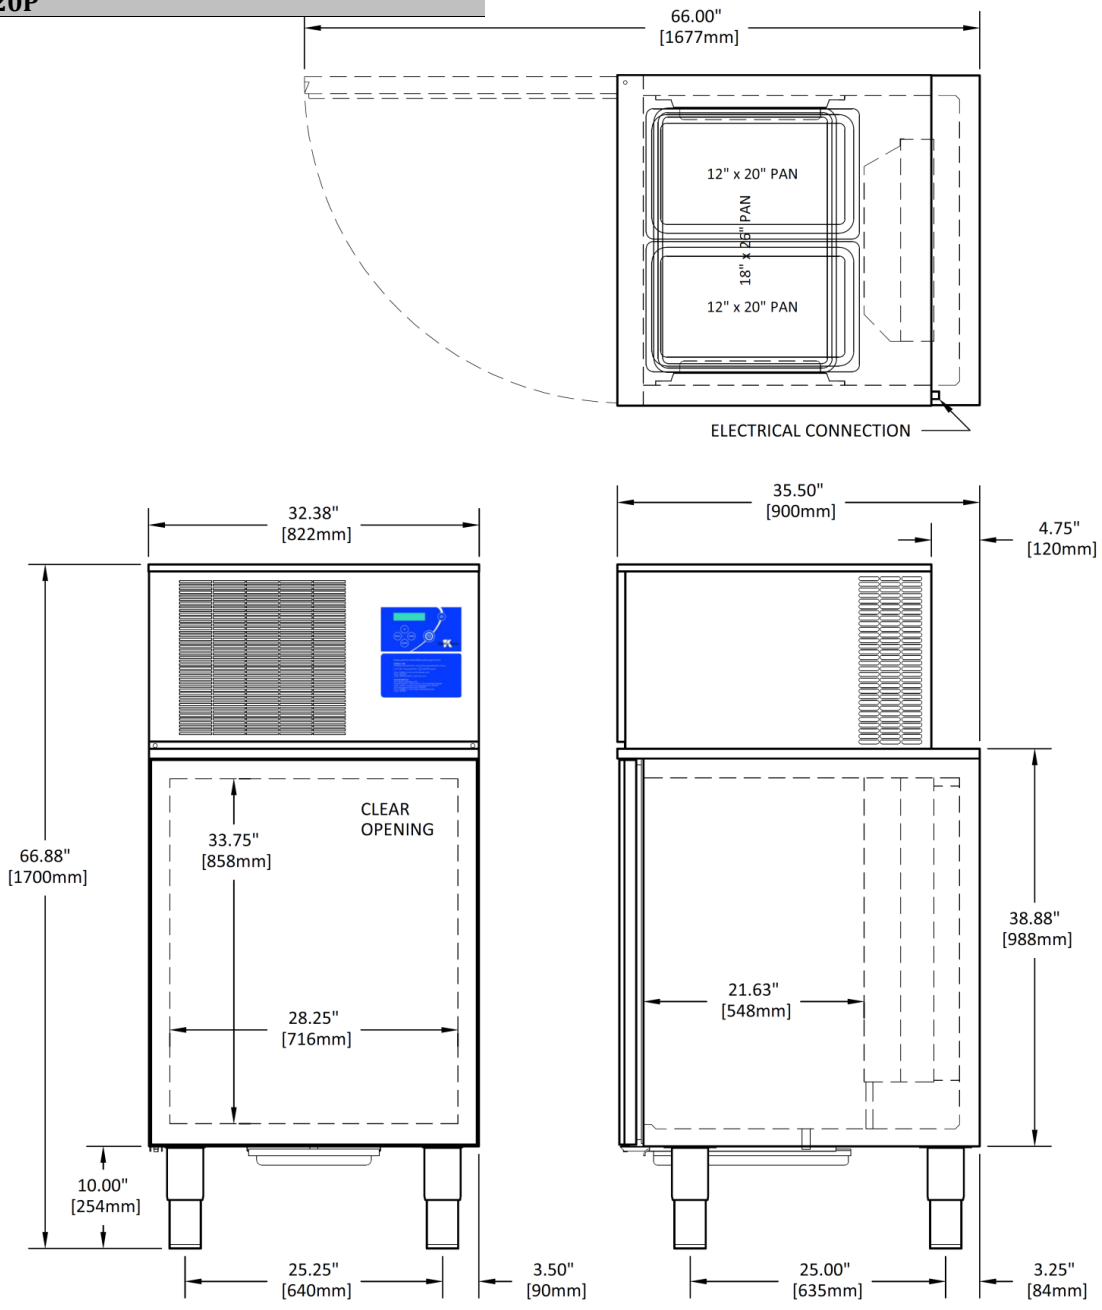 20P
66.00"
[1677mm]
12" x 20" PAN
18" x 26" PAN
12" x 20" PAN
ELECTRICAL CONNECTION
32.38"
[822mm]
35.50"
[900mm]
4.75"
[120mm]
CLEAR
OPENING
33.75"
[858mm]
66.88"
[1700mm]
38.88"
[988mm]
21.63"
[548mm]
28.25"
[716mm]
10.00"
[254mm]
25.25"
[640mm]
3.50"
[90mm]
25.00"
[635mm]
3.25"
[84mm]